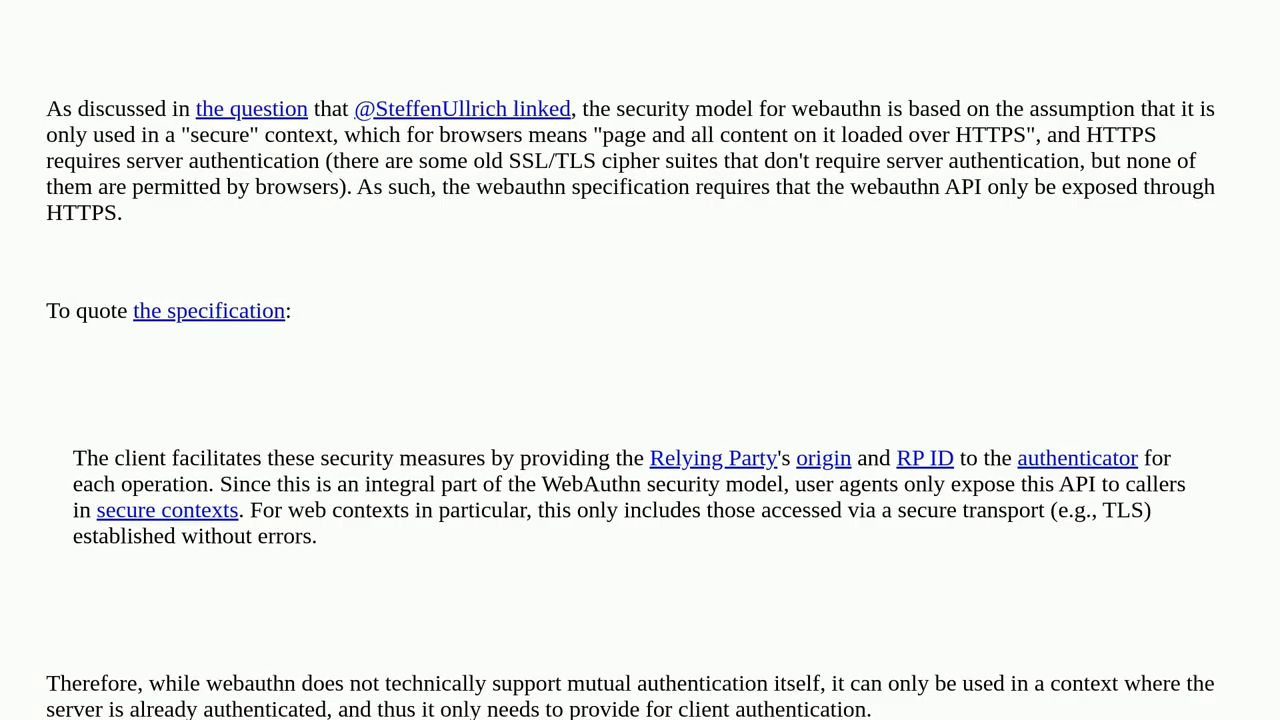 As discussed in the question that @SteffenUllrich linked, the security model for webauthn is based on the assumption that it is
only used in a "secure" context, which for browsers means "page and all content on it loaded over HTTPS", and HTTPS
requires server authentication (there are some old SSL/TLS cipher suites that don't require server authentication, but none of
them are permitted by browsers). As such, the webauthn specification requires that the webauthn API only be exposed through
HTTPS.
To quote the specification:
The client facilitates these security measures by providing the Relying Party's origin and RP ID to the authenticator for
each operation. Since this is an integral part of the WebAuthn security model, user agents only expose this API to callers
in secure contexts. For web contexts in particular, this only includes those accessed via a secure transport (e.g., TLS)
established without errors.
Therefore, while webauthn does not technically support mutual authentication itself, it can only be used in a context where the
server is already authenticated, and thus it only needs to provide for client authentication.